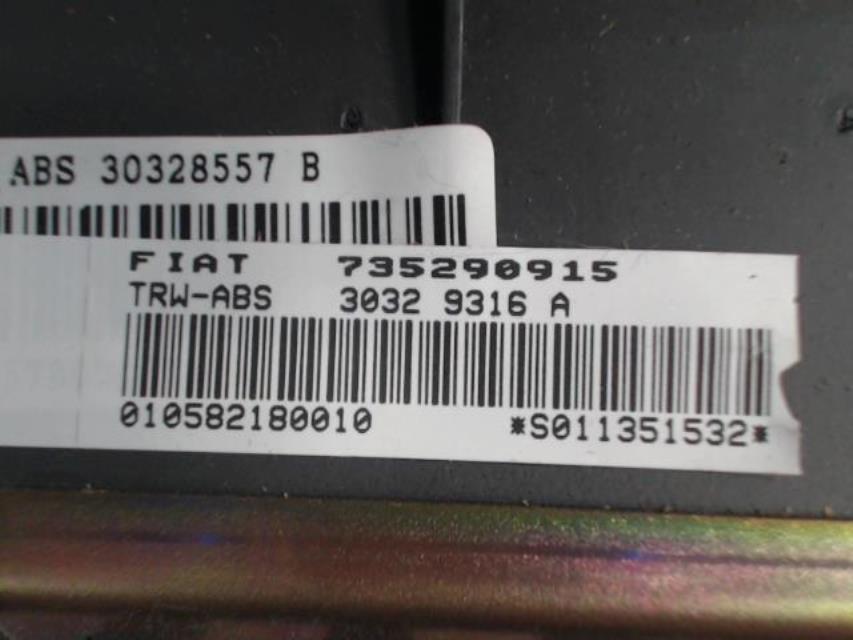 ABS 30328557 B
FIAT 735290915
TRW-ABS 3032 9316 A
010582180010 *S011351532*